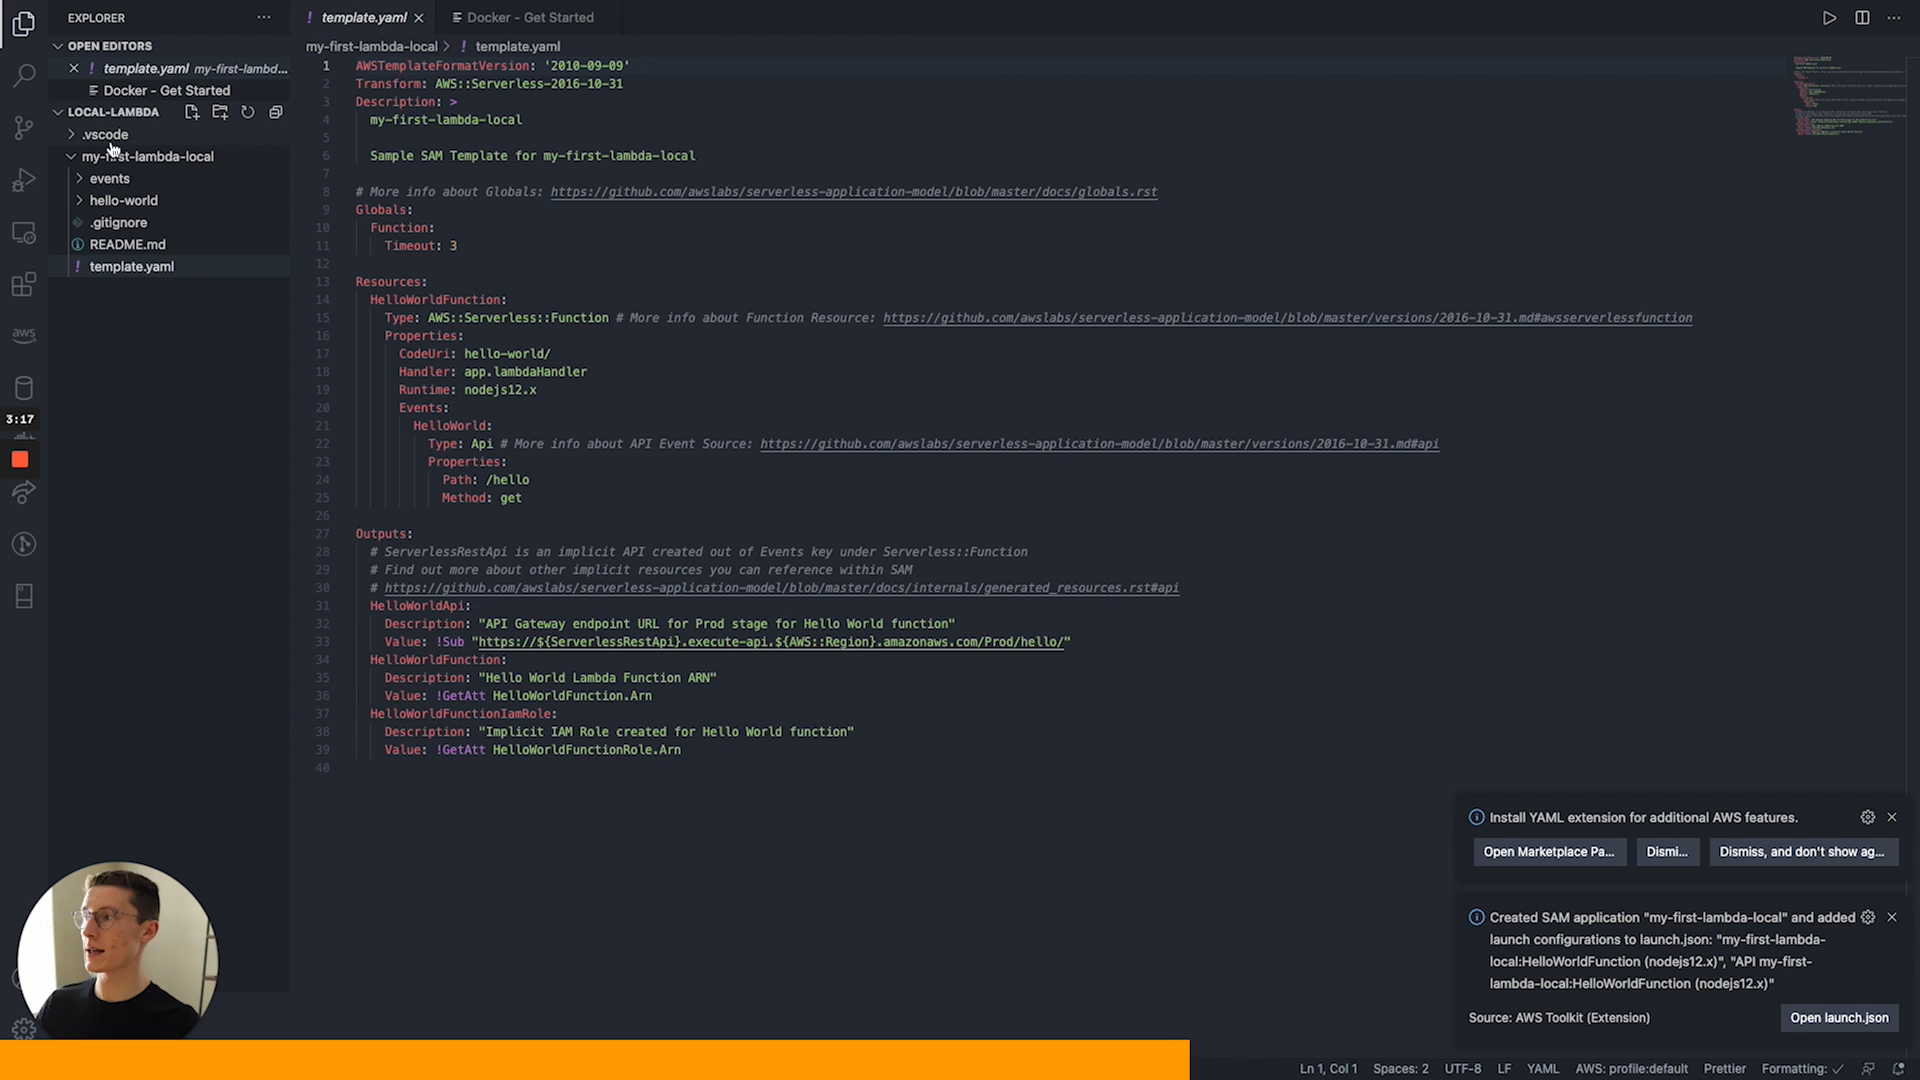 EXPLORER
OPEN EDITORS
template.yaml my-first-lambd...
Docker - Get Started
LOCAL-LAMBDA
.vscode
my-first-lambda-local
events
hello-world
.gitignore
README.md
template.yaml
aws
3:17
! template.yaml
Docker - Get Started
my-first-lambda-local > ! template.yaml
1 AWSTemplateFormatVersion: '2010-09-09'
2 Transform: AWS::Serverless-2016-10-31
3 Description: >
4 my-first-lambda-local
5
6 Sample SAM Template for my-first-lambda-local
7
8 # More info about Globals: https://github.com/awslabs/serverless-application-model/blob/master/docs/globals.rst
9 Globals:
10 Function:
11 Timeout: 3
12
13 Resources:
14 HelloWorldFunction:
15 Type: AWS::Serverless::Function # More info about Function Resource: https://github.com/awslabs/serverless-application-model/blob/master/versions/2016-10-31.md#awsserverlessfunction
16 Properties:
17 CodeUri: hello-world/
18 Handler: app.lambdaHandler
19 Runtime: nodejs12.x
20 Events:
21 HelloWorld:
22 Type: Api # More info about API Event Source: https://github.com/awslabs/serverless-application-model/blob/master/versions/2016-10-31.md#api
23 Properties:
24 Path: /hello
25 Method: get
26
27 Outputs:
28 # ServerlessRestApi is an implicit API created out of Events key under Serverless::Function
29 # Find out more about other implicit resources you can reference within SAM
30 # https://github.com/awslabs/serverless-application-model/blob/master/docs/internals/generated_resources.rst#api
31 HelloWorldApi:
32 Description: "API Gateway endpoint URL for Prod stage for Hello World function"
33 Value: !Sub "https://${ServerlessRestApi}.execute-api.${AWS::Region}.amazonaws.com/Prod/hello/"
34 HelloWorldFunction:
35 Description: "Hello World Lambda Function ARN"
36 Value: !GetAtt HelloWorldFunction.Arn
37 HelloWorldFunctionIamRole:
38 Description: "Implicit IAM Role created for Hello World function"
39 Value: !GetAtt HelloWorldFunctionRole.Arn
40
Install YAML extension for additional AWS features.
Open Marketplace Pa... Dismi... Dismiss, and don't show ag...
Created SAM application "my-first-lambda-local" and added
launch configurations to launch.json: "my-first-lambda-
local:HelloWorldFunction (nodejs12.x)", "API my-first-
lambda-local:HelloWorldFunction (nodejs12.x)"
Source: AWS Toolkit (Extension) Open launch.json
Ln 1, Col 1 Spaces: 2 UTF-8 LF YAML AWS: profile:default Prettier Formatting: ✓